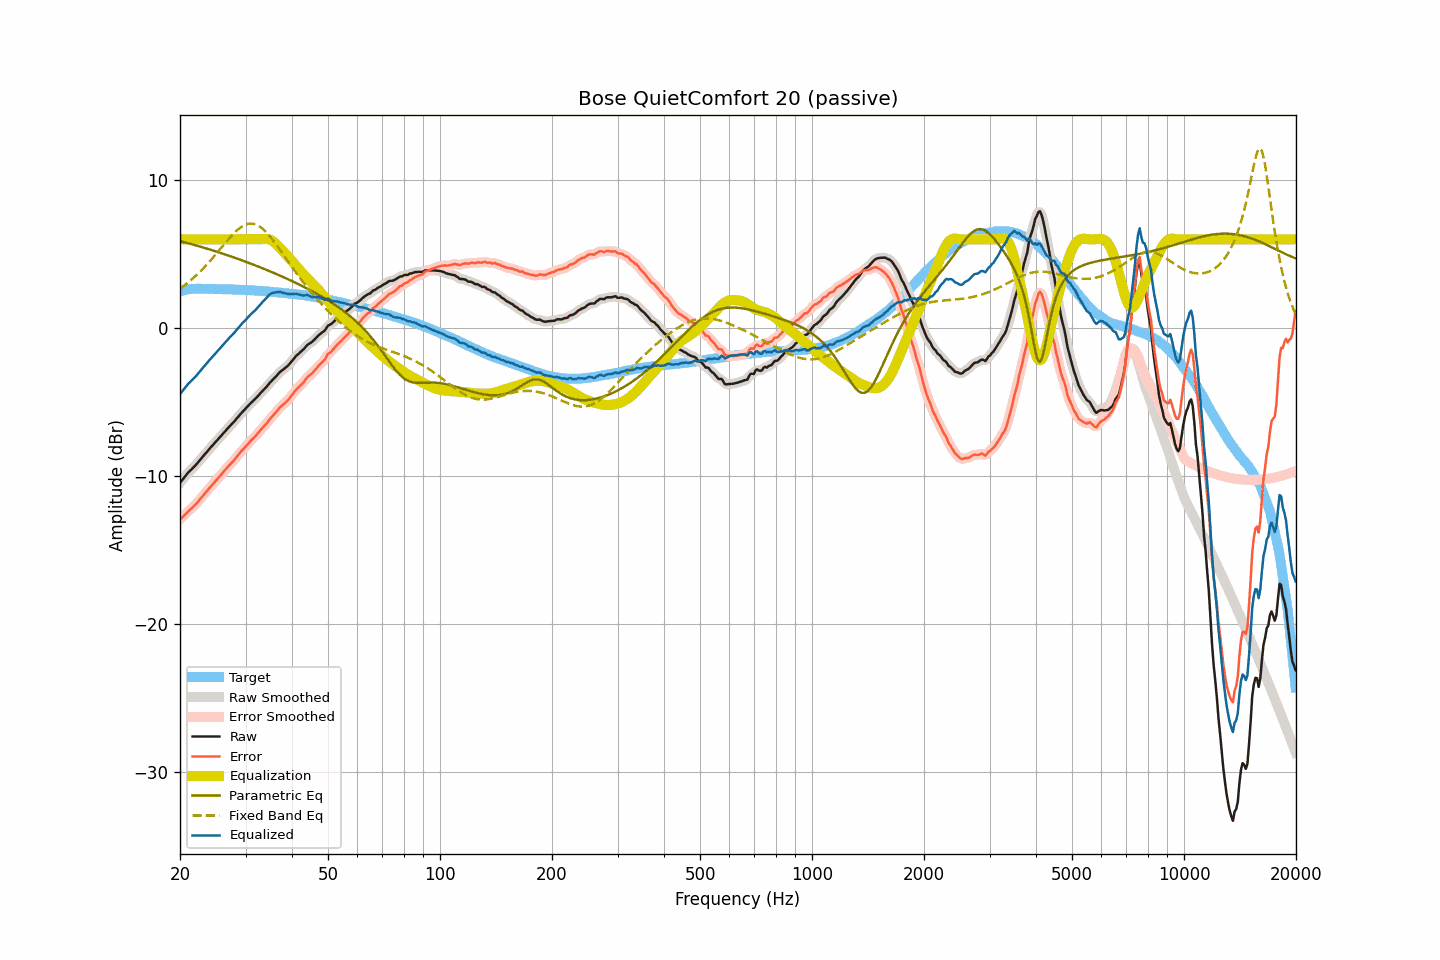 Bose QuietComfort 20 (passive)
10
0
−10
−20
−30
Amplitude (dBr)
Target
Raw Smoothed
Error Smoothed
Raw
Error
Equalization
Parametric Eq
Fixed Band Eq
Equalized
20 50 100 200 500 1000 2000 5000 10000 20000
Frequency (Hz)